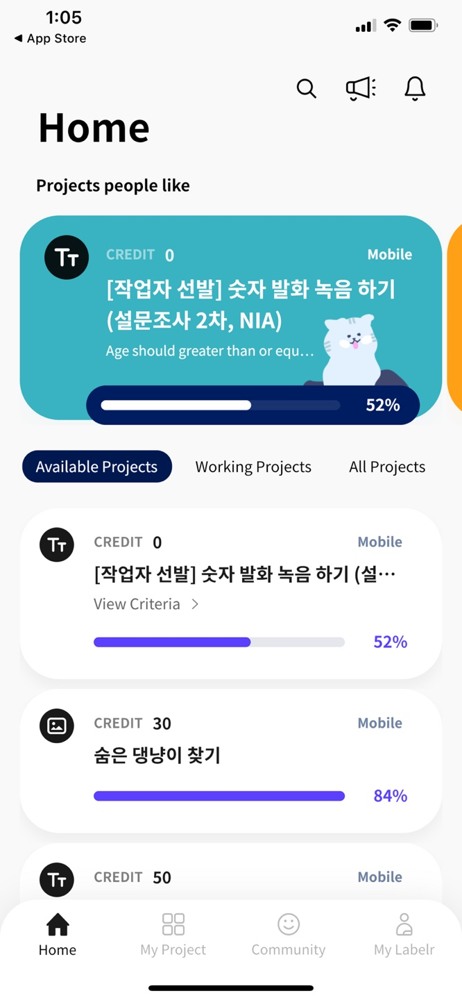 1:05
◀ App Store
Home
Projects people like
Tт
CREDIT 0 Mobile
[작업자 선발] 숫자 발화 녹음 하기
(설문조사 2차, NIA)
Age should greater than or equ...
52%
Available Projects Working Projects All Projects
Tт
CREDIT 0 Mobile
[작업자 선발] 숫자 발화 녹음 하기 (설…
View Criteria >
52%
CREDIT 30 Mobile
숨은 댕냥이 찾기
84%
Tт
CREDIT 50 Mobile
Home My Project Community My Labelr